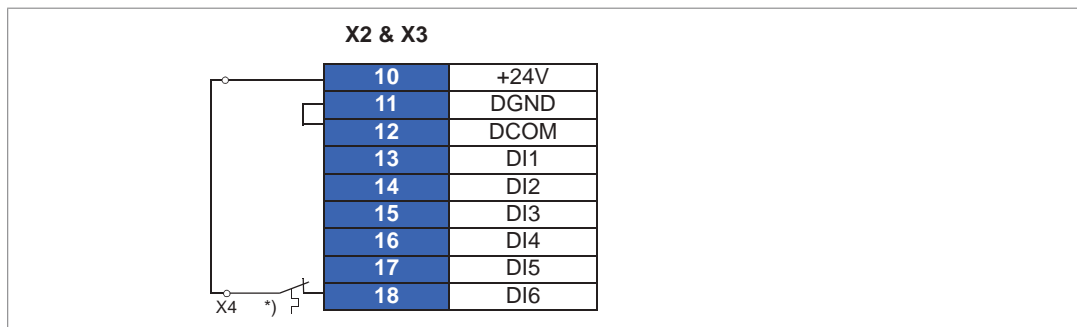 X2 & X3
10 +24V
11 DGND
12 DCOM
13 DI1
14 DI2
15 DI3
16 DI4
17 DI5
18 DI6
X4 *)